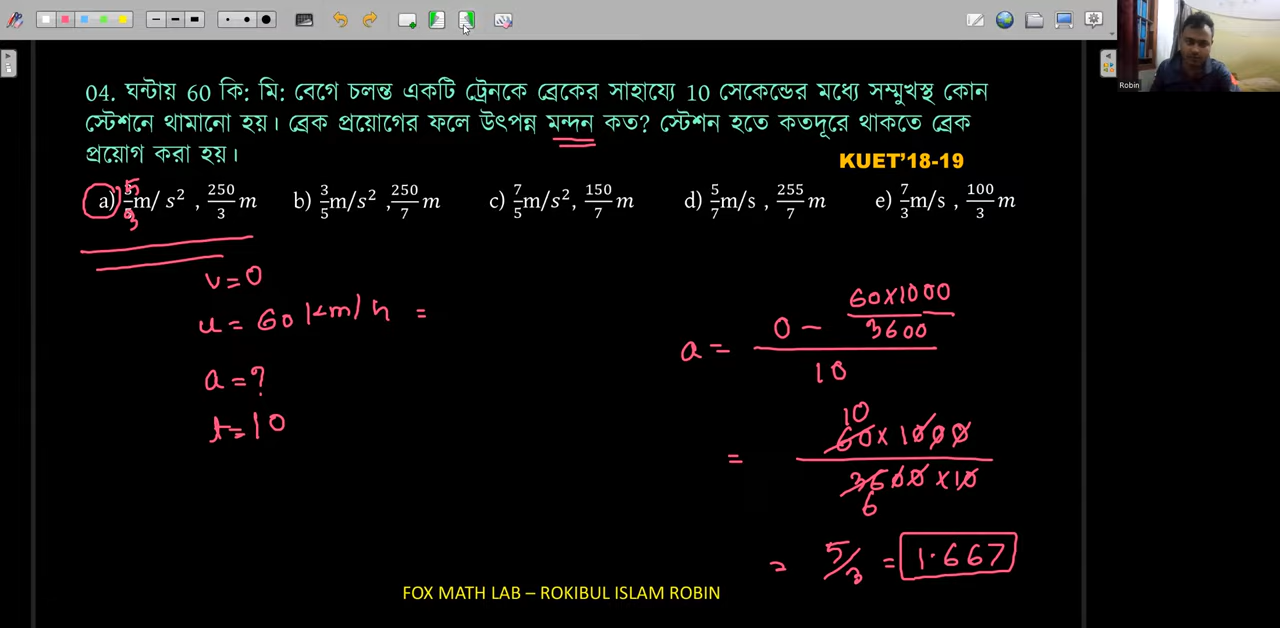 04. ঘন্টায় 60 কি: মি: বেগে চলন্ত একটি ট্রেনকে ব্রেকের সাহায্যে 10 সেকেন্ডের মধ্যে সম্মুখস্থ কোন
স্টেশনে থামানো হয়। ব্রেক প্রয়োগের ফলে উৎপন্ন মন্দন কত? স্টেশন হতে কতদূরে থাকতে ব্রেক
প্রয়োগ করা হয়।
KUET’18-19
a) 5/3 m/ s² , 250/3 m b) 3/5 m/s² , 250/7 m c) 7/5 m/s², 150/7 m d) 5/7 m/s , 255/7 m e) 7/3 m/s , 100/3 m
v = 0
u = 60 km/h =
a = ?
t = 10
a = (0 - (60×1000)/3600)/10
= (60 × 1000)/(3600 × 10)
10
6
= 5/3 = 1.667
FOX MATH LAB – ROKIBUL ISLAM ROBIN
Robin